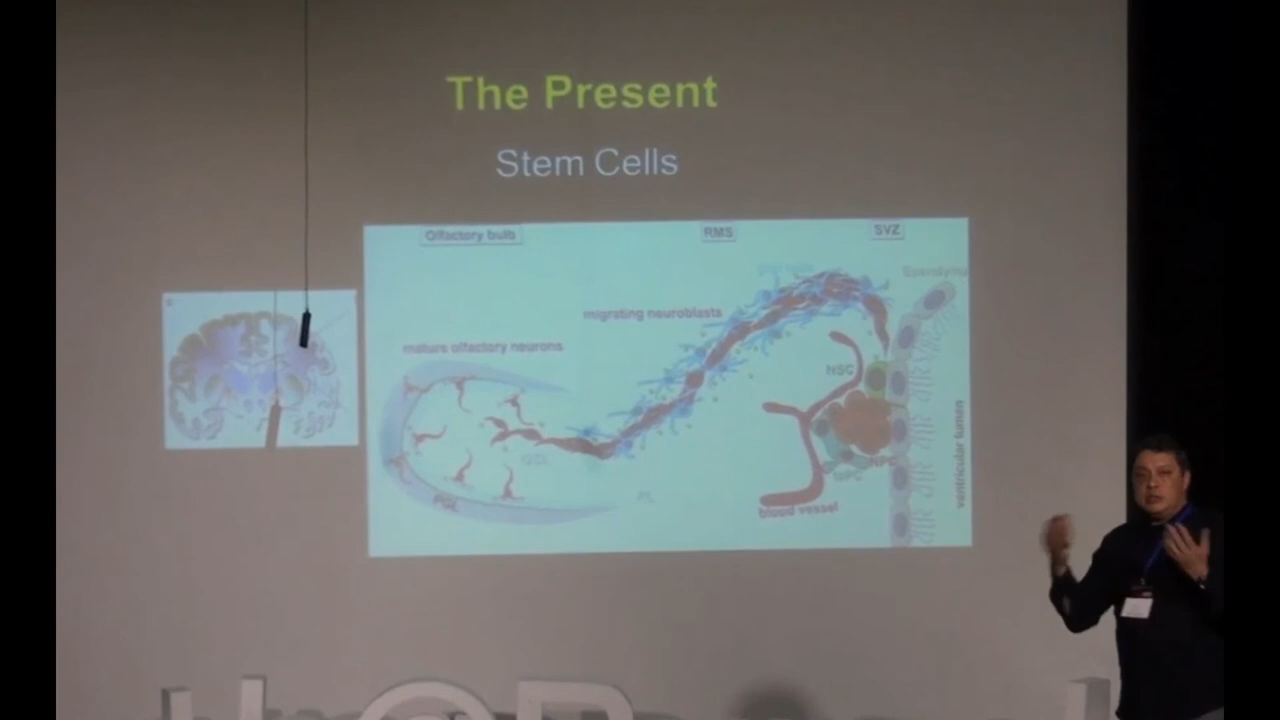 The Present
Stem Cells
Olfactory bulb
RMS
SVZ
migrating neuroblasts
mature olfactory neurons
NSC
blood vessel
ventricular lumen